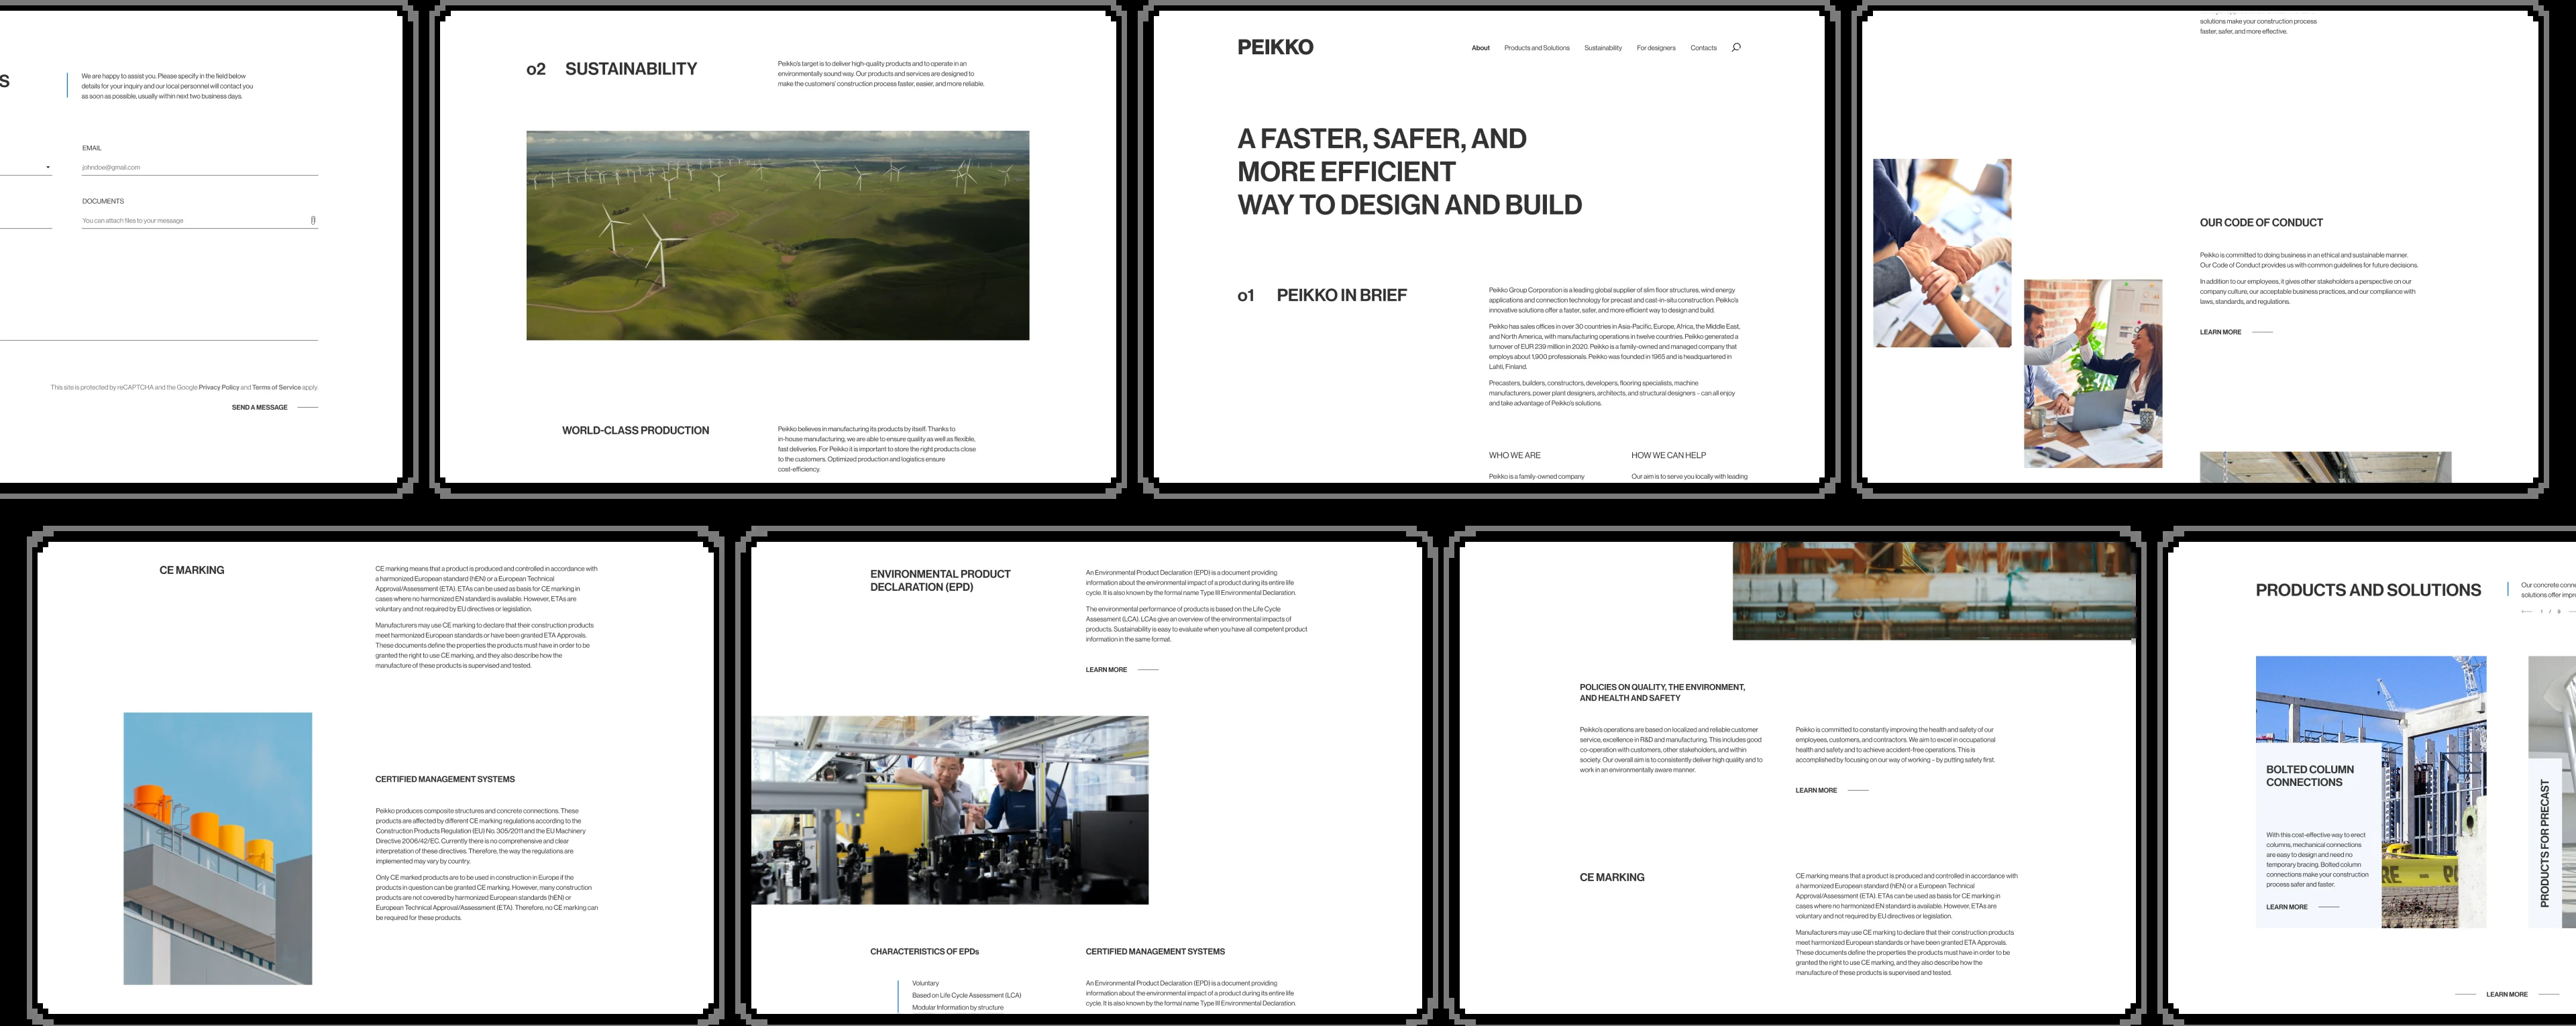 S
We are happy to assist you. Please specify in the field below
details for your inquiry and our local personnel will contact you
as soon as possible, usually within next two business days.
EMAIL
johndoe@gmail.com
DOCUMENTS
You can attach files to your message
This site is protected by reCAPTCHA and the Google Privacy Policy and Terms of Service apply.
SEND A MESSAGE
o2 SUSTAINABILITY
Peikko's target is to deliver high-quality products and to operate in an
environmentally sound way. Our products and services are designed to
make the customers' construction process faster, easier, and more reliable.
WORLD-CLASS PRODUCTION
Peikko believes in manufacturing its products by itself. Thanks to
in-house manufacturing, we are able to ensure quality as well as flexible,
fast deliveries, For Peikko it is important to store the right products close
to the customers. Optimized production and logistics ensure
cost-efficiency.
PEIKKO
About Products and Solutions Sustainability For designers Contacts
A FASTER, SAFER, AND
MORE EFFICIENT
WAY TO DESIGN AND BUILD
o1 PEIKKO IN BRIEF
Peikko Group Corporation is a leading global supplier of slim floor structures, wind energy
applications and connection technology for precast and cast-in-situ construction. Peikko's
innovative solutions offer a faster, safer, and more efficient way to design and build.
Peikko has sales offices in over 30 countries in Asia-Pacific, Europe, Africa, the Middle East,
and North America, with manufacturing operations in twelve countries. Peikko generated a
turnover of EUR 239 million in 2020. Peikko is a family-owned and managed company that
employs about 1,900 professionals. Peikko was founded in 1965 and is headquartered in
Lahti, Finland.
Precasters, builders, constructors, developers, flooring specialists, machine
manufacturers, power plant designers, architects, and structural designers – can all enjoy
and take advantage of Peikko's solutions.
WHO WE ARE
Peikko is a family-owned company
HOW WE CAN HELP
Our aim is to serve you locally with leading
solutions make your construction process
faster, safer, and more effective.
OUR CODE OF CONDUCT
Peikko is committed to doing business in an ethical and sustainable manner.
Our Code of Conduct provides us with common guidelines for future decisions.
In addition to our employees, it gives other stakeholders a perspective on our
company culture, our acceptable business practices, and our compliance with
laws, standards, and regulations.
LEARN MORE
CE MARKING
CE marking means that a product is produced and controlled in accordance with
a harmonized European standard (hEN) or a European Technical
Approval/Assessment (ETA). ETAs can be used as basis for CE marking in
cases where no harmonized EN standard is available. However, ETAs are
voluntary and not required by EU directives or legislation.
Manufacturers may use CE marking to declare that their construction products
meet harmonized European standards or have been granted ETA Approvals.
These documents define the properties the products must have in order to be
granted the right to use CE marking, and they also describe how the
manufacture of these products is supervised and tested.
CERTIFIED MANAGEMENT SYSTEMS
Peikko produces composite structures and concrete connections. These
products are affected by different CE marking regulations according to the
Construction Products Regulation (EU) No. 305/2011 and the EU Machinery
Directive 2006/42/EC. Currently there is no comprehensive and clear
interpretation of these directives. Therefore, the way the regulations are
implemented may vary by country.
Only CE marked products are to be used in construction in Europe if the
products in question can be granted CE marking. However, many construction
products are not covered by harmonized European standards (hEN) or
European Technical Approval/Assessment (ETA). Therefore, no CE marking can
be required for these products.
ENVIRONMENTAL PRODUCT
DECLARATION (EPD)
An Environmental Product Declaration (EPD) is a document providing
information about the environmental impact of a product during its entire life
cycle. It is also known by the formal name Type III Environmental Declaration.
The environmental performance of products is based on the Life Cycle
Assessment (LCA). LCAs give an overview of the environmental impacts of
products. Sustainability is easy to evaluate when you have all competent product
information in the same format.
LEARN MORE
CHARACTERISTICS OF EPDs
Voluntary
Based on Life Cycle Assessment (LCA)
Modular Information by structure
CERTIFIED MANAGEMENT SYSTEMS
An Environmental Product Declaration (EPD) is a document providing
information about the environmental impact of a product during its entire life
cycle. It is also known by the formal name Type III Environmental Declaration.
POLICIES ON QUALITY, THE ENVIRONMENT,
AND HEALTH AND SAFETY
Peikko's operations are based on localized and reliable customer
service, excellence in R&D and manufacturing. This includes good
co-operation with customers, other stakeholders, and within
society. Our overall aim is to consistently deliver high quality and to
work in an environmentally aware manner.
Peikko is committed to constantly improving the health and safety of our
employees, customers, and contractors. We aim to excel in occupational
health and safety and to achieve accident-free operations. This is
accomplished by focusing on our way of working – by putting safety first.
LEARN MORE
CE MARKING
CE marking means that a product is produced and controlled in accordance with
a harmonized European standard (hEN) or a European Technical
Approval/Assessment (ETA). ETAs can be used as basis for CE marking in
cases where no harmonized EN standard is available. However, ETAs are
voluntary and not required by EU directives or legislation.
Manufacturers may use CE marking to declare that their construction products
meet harmonized European standards or have been granted ETA Approvals.
These documents define the properties the products must have in order to be
granted the right to use CE marking, and they also describe how the
manufacture of these products is supervised and tested.
PRODUCTS AND SOLUTIONS
Our concrete conne
solutions offer impr
BOLTED COLUMN
CONNECTIONS
With this cost-effective way to erect
columns, mechanical connections
are easy to design and need no
temporary bracing. Bolted column
connections make your construction
process safer and faster.
LEARN MORE
PRODUCTS FOR PRECAST
LEARN MORE